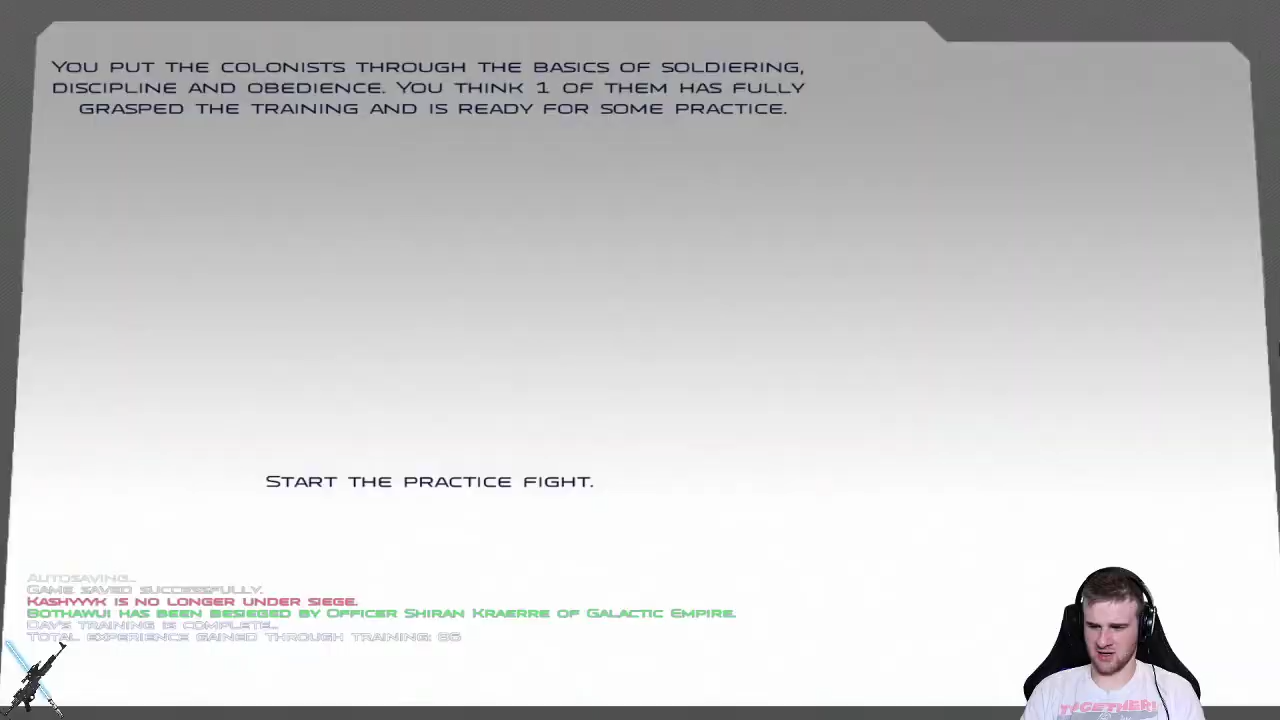 You put the colonists through the basics of soldiering,
discipline and obedience. You think 1 of them has fully
grasped the training and is ready for some practice.
Start the practice fight.
Autosaving...
Game saved successfully.
Kashyyyk is no longer under siege.
Bothawui has been besieged by Officer Shiran Kraerre of Galactic Empire.
Day's training is complete...
Total experience gained through training: 86
TOGETHER!